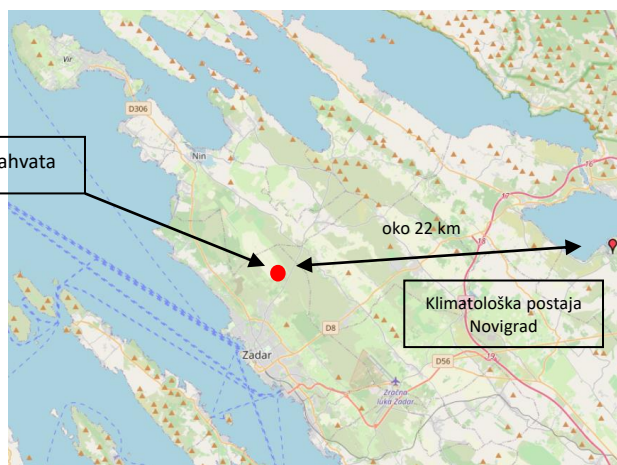 Vir
D306
Nin
ahvata
oko 22 km
Klimatološka postaja
Novigrad
D8
Zadar
D56
Zračna
luka Zadar